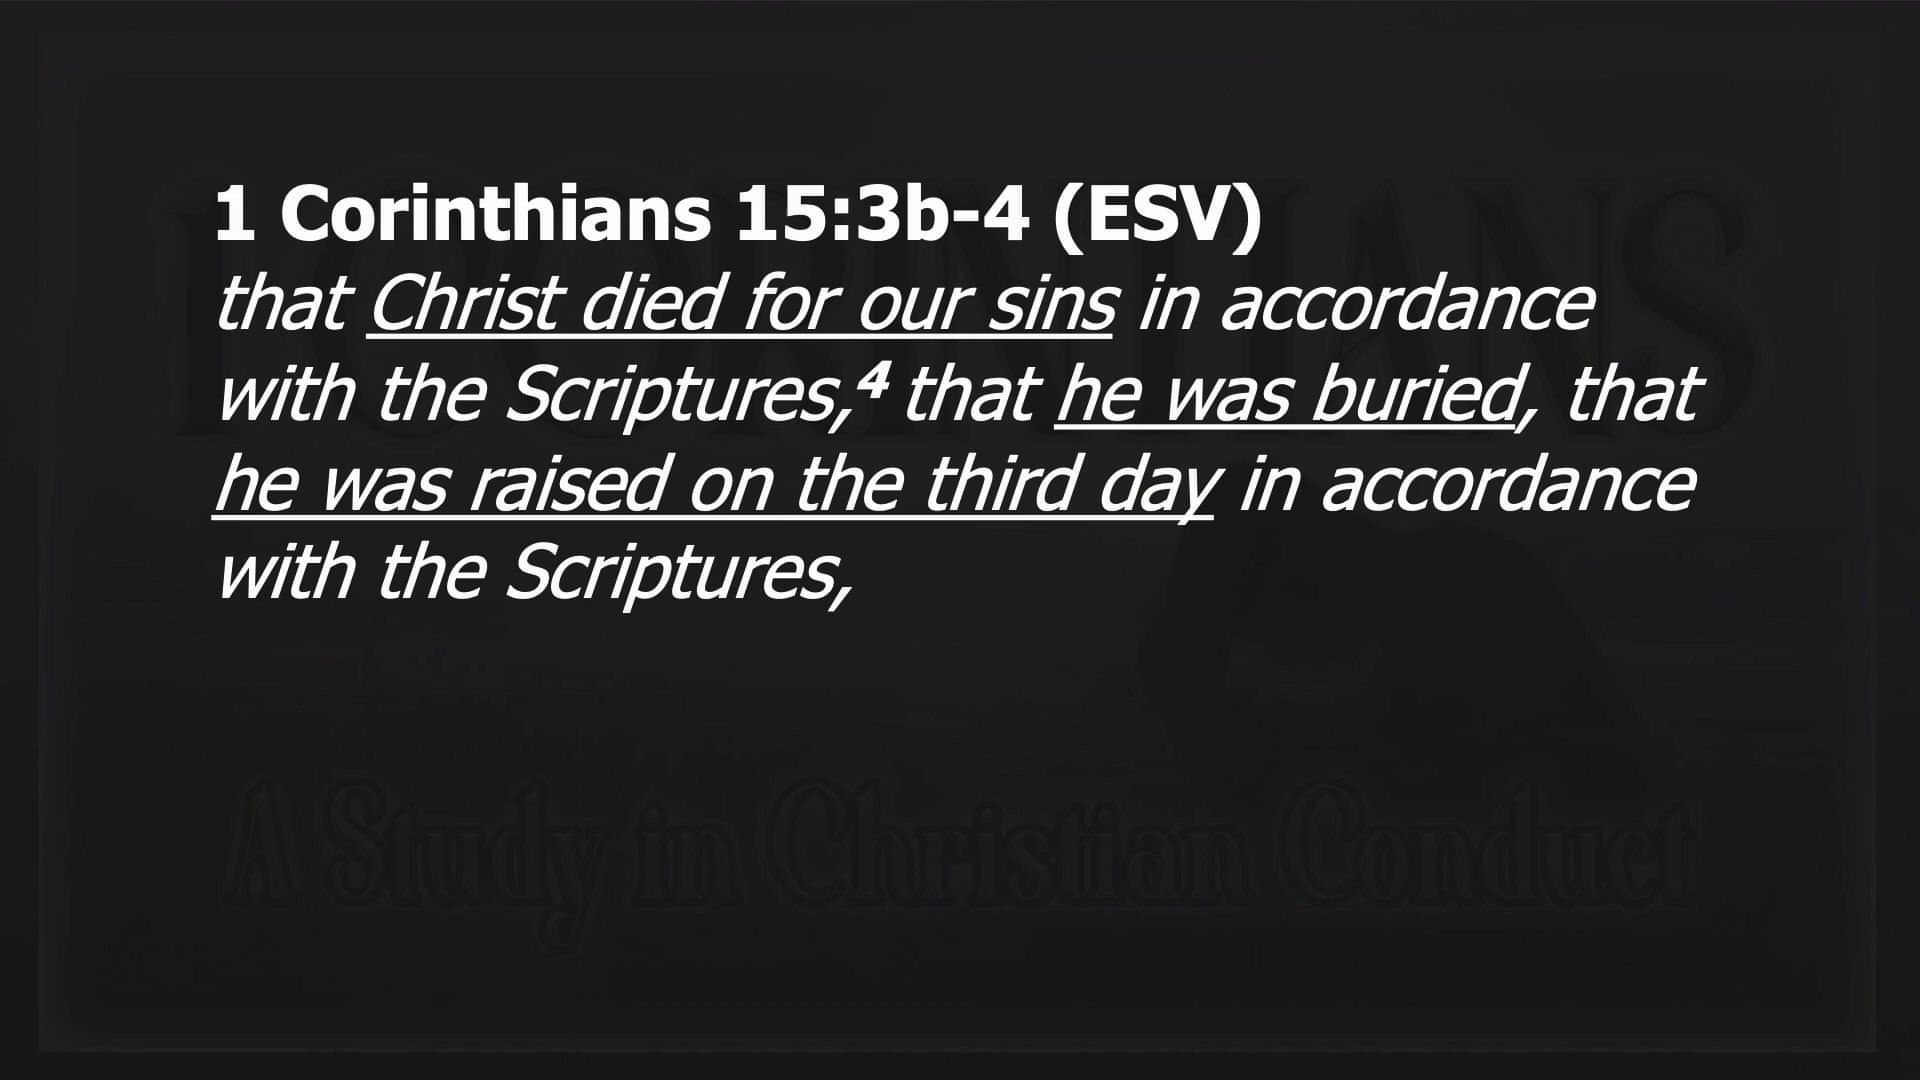 1 Corinthians 15:3b-4 (ESV)
that Christ died for our sins in accordance
with the Scriptures,4 that he was buried, that
he was raised on the third day in accordance
with the Scriptures,
1 CORINTHIANS
A Study in Christian Conduct